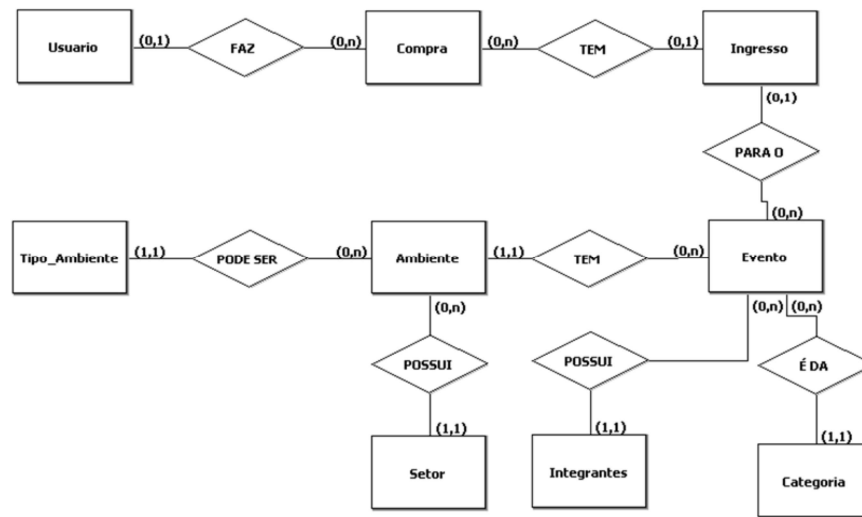 Usuario
(0,1)
FAZ
(0,n)
Compra
(0,n)
TEM
(0,1)
Ingresso
(0,1)
PARA O
(0,n)
Tipo_Ambiente
(1,1)
PODE SER
(0,n)
Ambiente
(1,1)
TEM
(0,n)
Evento
(0,n)
(0,n)
(0,n)
POSSUI
POSSUI
É DA
(1,1)
(1,1)
(1,1)
Setor
Integrantes
Categoria